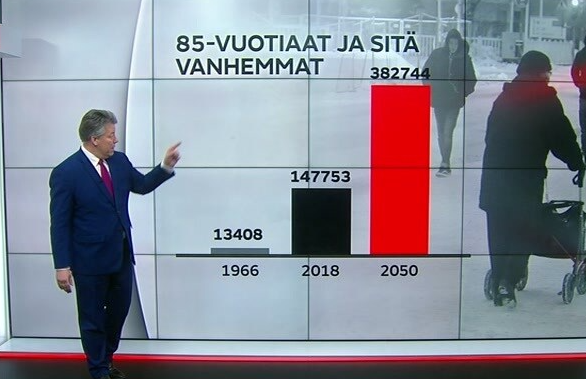 85-VUOTIAAT JA SITÄ
VANHEMMAT
382744
147753
13408
1966 2018 2050